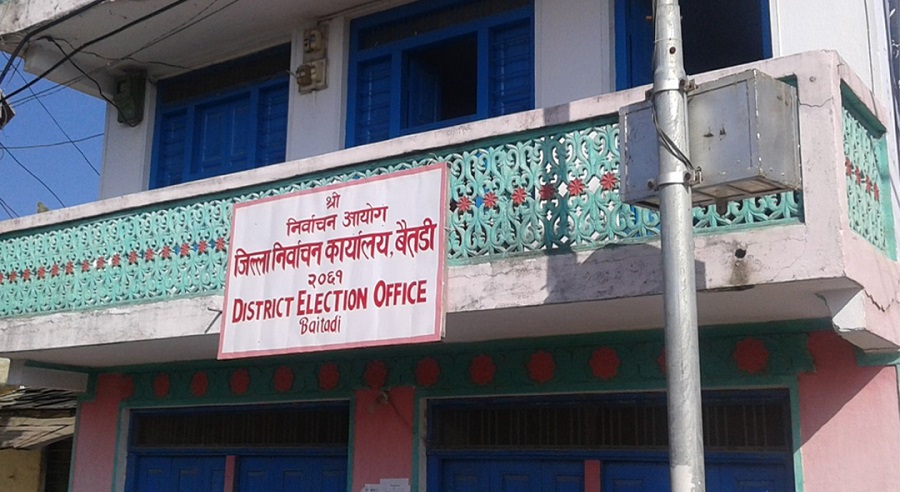 श्री
निर्वाचन आयोग
जिल्ला निर्वाचन कार्यालय, बैतडी
२०६१
DISTRICT ELECTION OFFICE
Baitadi